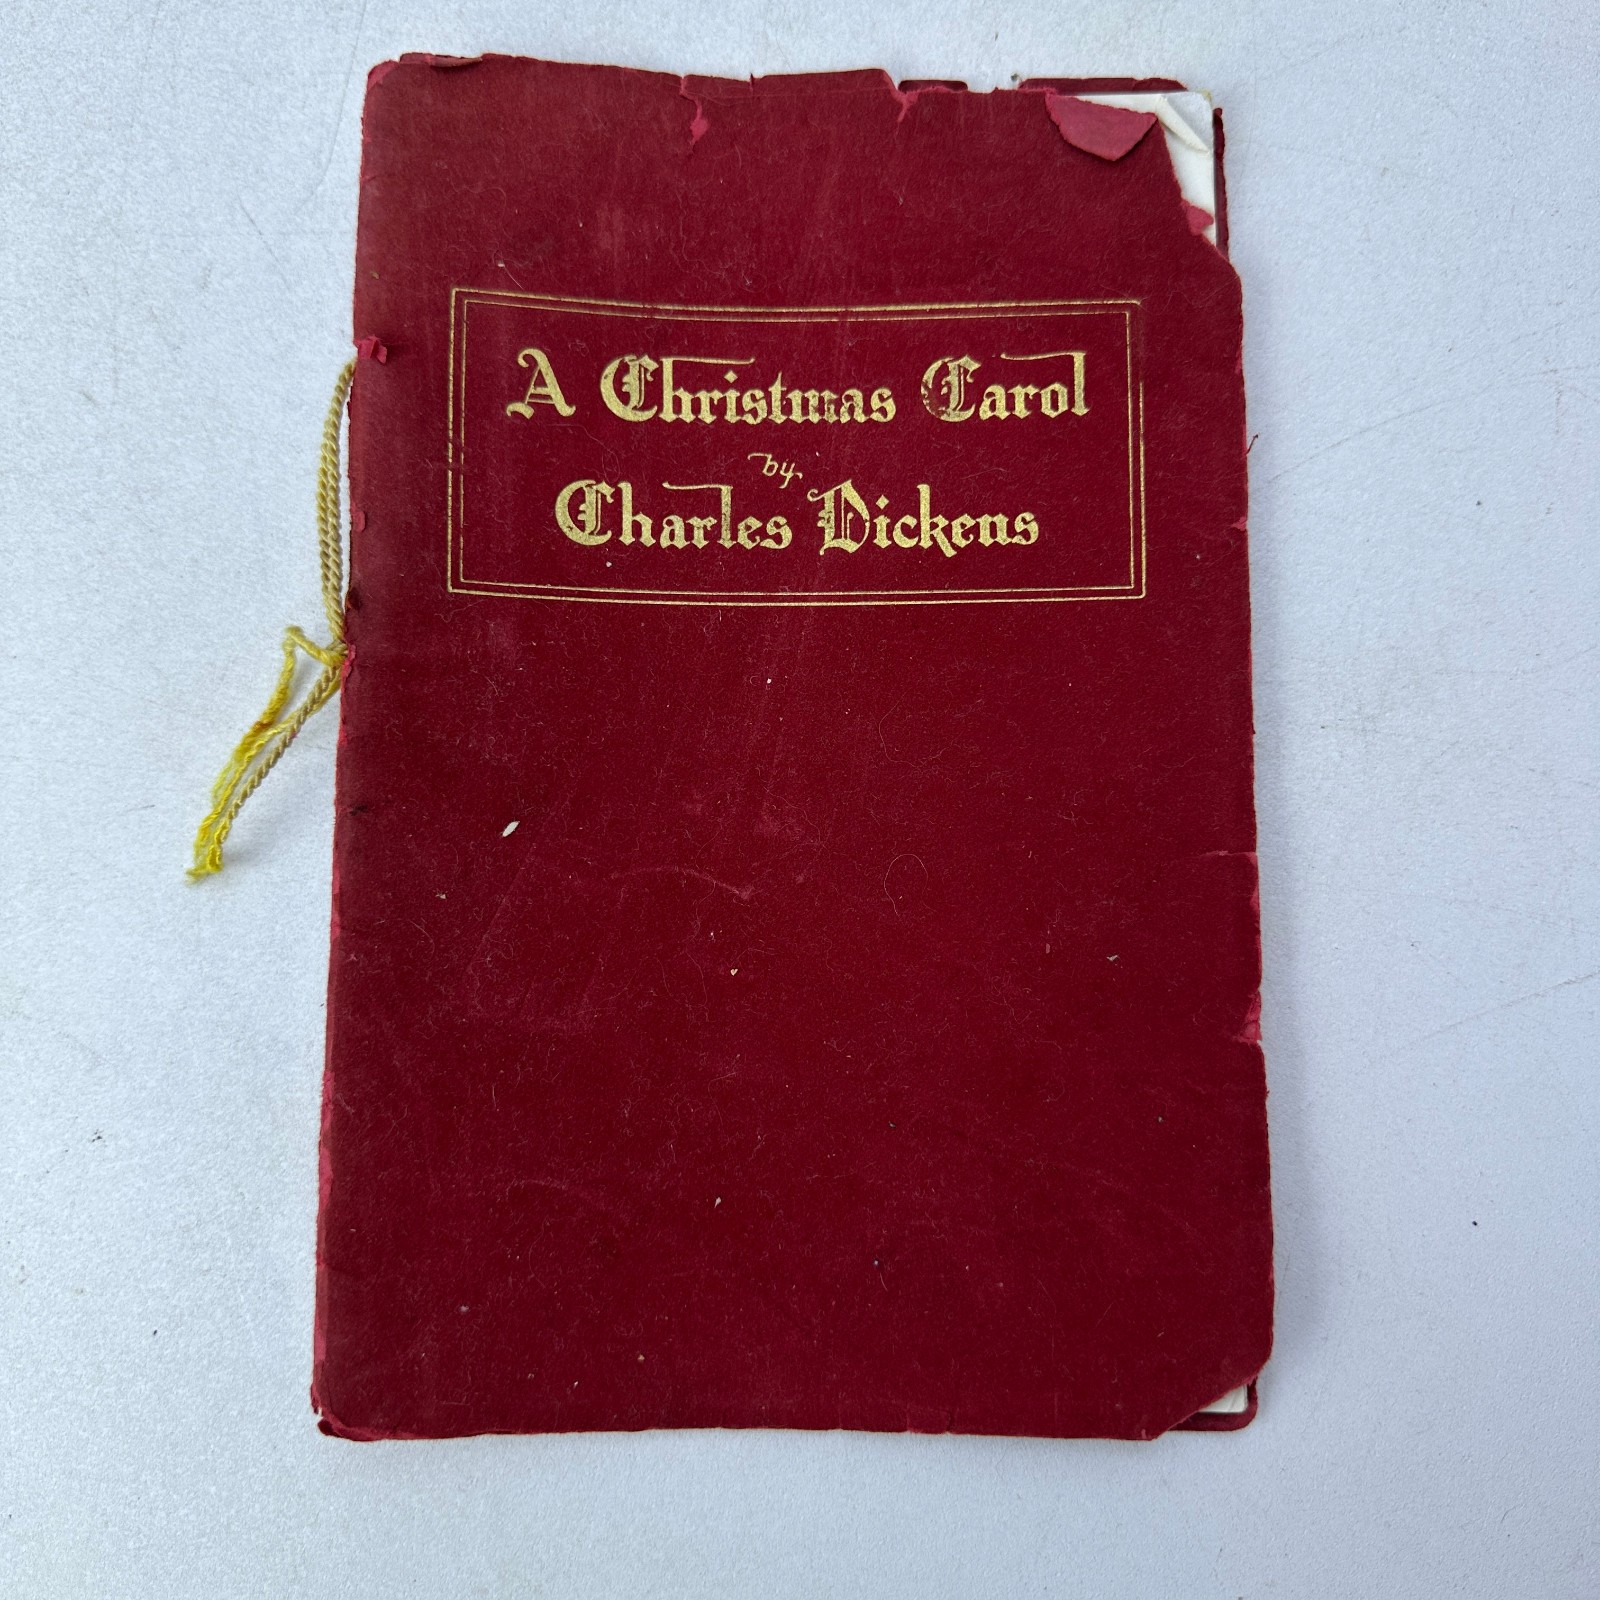 A Christmas Carol
by
Charles Dickens